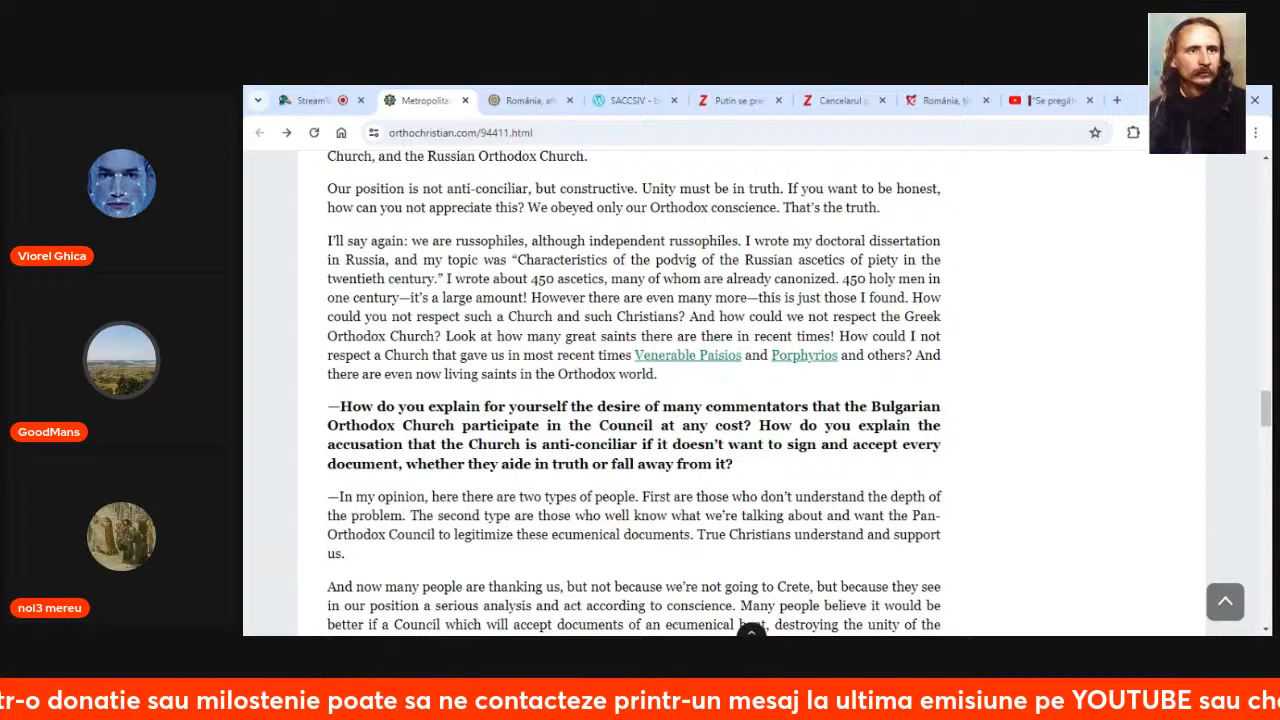 StreamY
Metropolita
România, afe
SACCSIV - b
Putin se pre
Cancelarul g
România, țin
"Se pregăt
orthochristian.com/94411.html
Church, and the Russian Orthodox Church.
Our position is not anti-conciliar, but constructive. Unity must be in truth. If you want to be honest,
how can you not appreciate this? We obeyed only our Orthodox conscience. That's the truth.
I'll say again: we are russophiles, although independent russophiles. I wrote my doctoral dissertation
in Russia, and my topic was “Characteristics of the podvig of the Russian ascetics of piety in the
twentieth century.” I wrote about 450 ascetics, many of whom are already canonized. 450 holy men in
one century—it's a large amount! However there are even many more—this is just those I found. How
could you not respect such a Church and such Christians? And how could we not respect the Greek
Orthodox Church? Look at how many great saints there are there in recent times! How could I not
respect a Church that gave us in most recent times Venerable Paisios and Porphyrios and others? And
there are even now living saints in the Orthodox world.
—How do you explain for yourself the desire of many commentators that the Bulgarian
Orthodox Church participate in the Council at any cost? How do you explain the
accusation that the Church is anti-conciliar if it doesn't want to sign and accept every
document, whether they aide in truth or fall away from it?
—In my opinion, here there are two types of people. First are those who don't understand the depth of
the problem. The second type are those who well know what we're talking about and want the Pan-
Orthodox Council to legitimize these ecumenical documents. True Christians understand and support
us.
And now many people are thanking us, but not because we're not going to Crete, but because they see
in our position a serious analysis and act according to conscience. Many people believe it would be
better if a Council which will accept documents of an ecumenical bent, destroying the unity of the
Viorel Ghica
GoodMans
noi3 mereu
tr-o donatie sau milostenie poate sa ne contacteze printr-un mesaj la ultima emisiune pe YOUTUBE sau cha